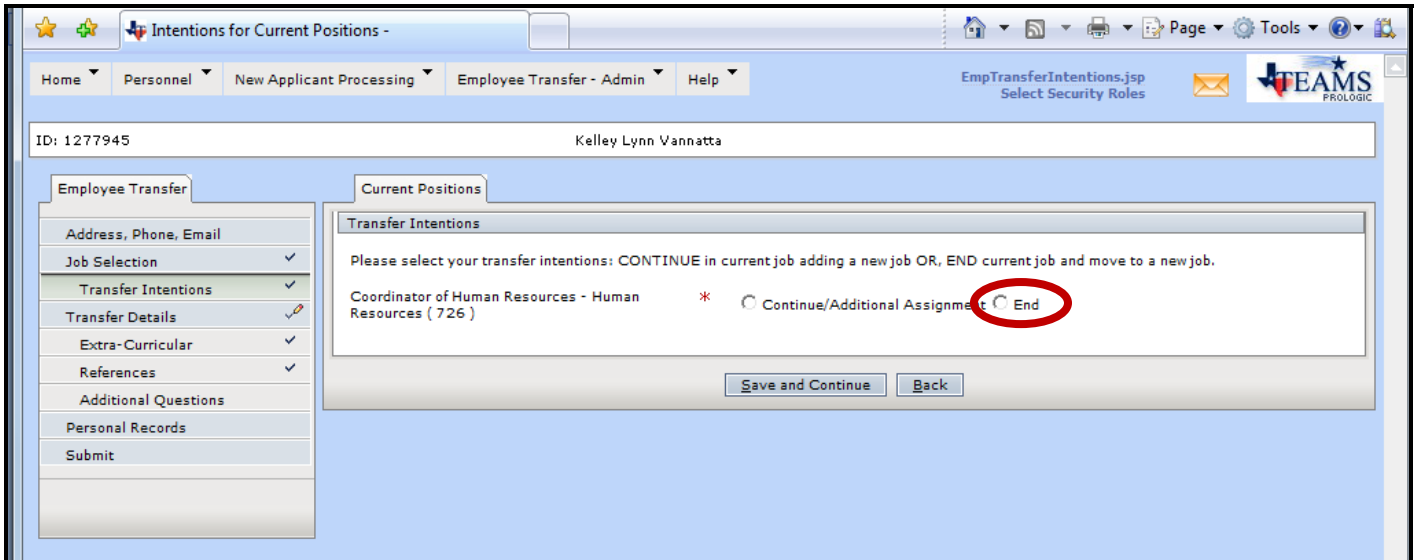 Intentions for Current Positions -
Page
Tools
Home Personnel New Applicant Processing Employee Transfer - Admin Help
EmpTransferIntentions.jsp
Select Security Roles
TEAMS
PROLOGIC
ID: 1277945 Kelley Lynn Vannatta
Employee Transfer
Address, Phone, Email
Job Selection
Transfer Intentions
Transfer Details
Extra-Curricular
References
Additional Questions
Personal Records
Submit
Current Positions
Transfer Intentions
Please select your transfer intentions: CONTINUE in current job adding a new job OR, END current job and move to a new job.
Coordinator of Human Resources - Human
Resources ( 726 )
* Continue/Additional Assignment End
Save and Continue Back